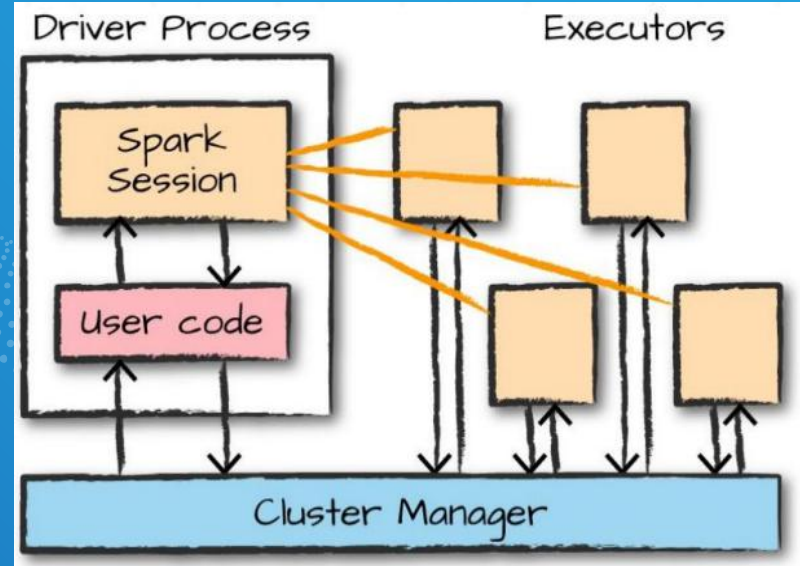 Driver Process
Executors
Spark
Session
User code
Cluster Manager